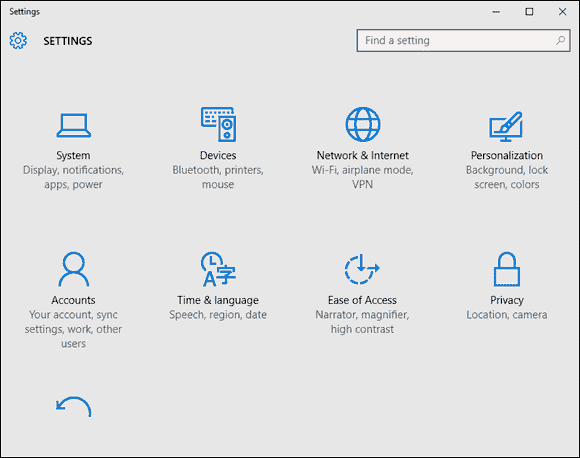 Settings
SETTINGS
Find a setting
System
Display, notifications,
apps, power
Devices
Bluetooth, printers,
mouse
Network & Internet
Wi-Fi, airplane mode,
VPN
Personalization
Background, lock
screen, colors
Accounts
Your account, sync
settings, work, other
users
Time & language
Speech, region, date
Ease of Access
Narrator, magnifier,
high contrast
Privacy
Location, camera